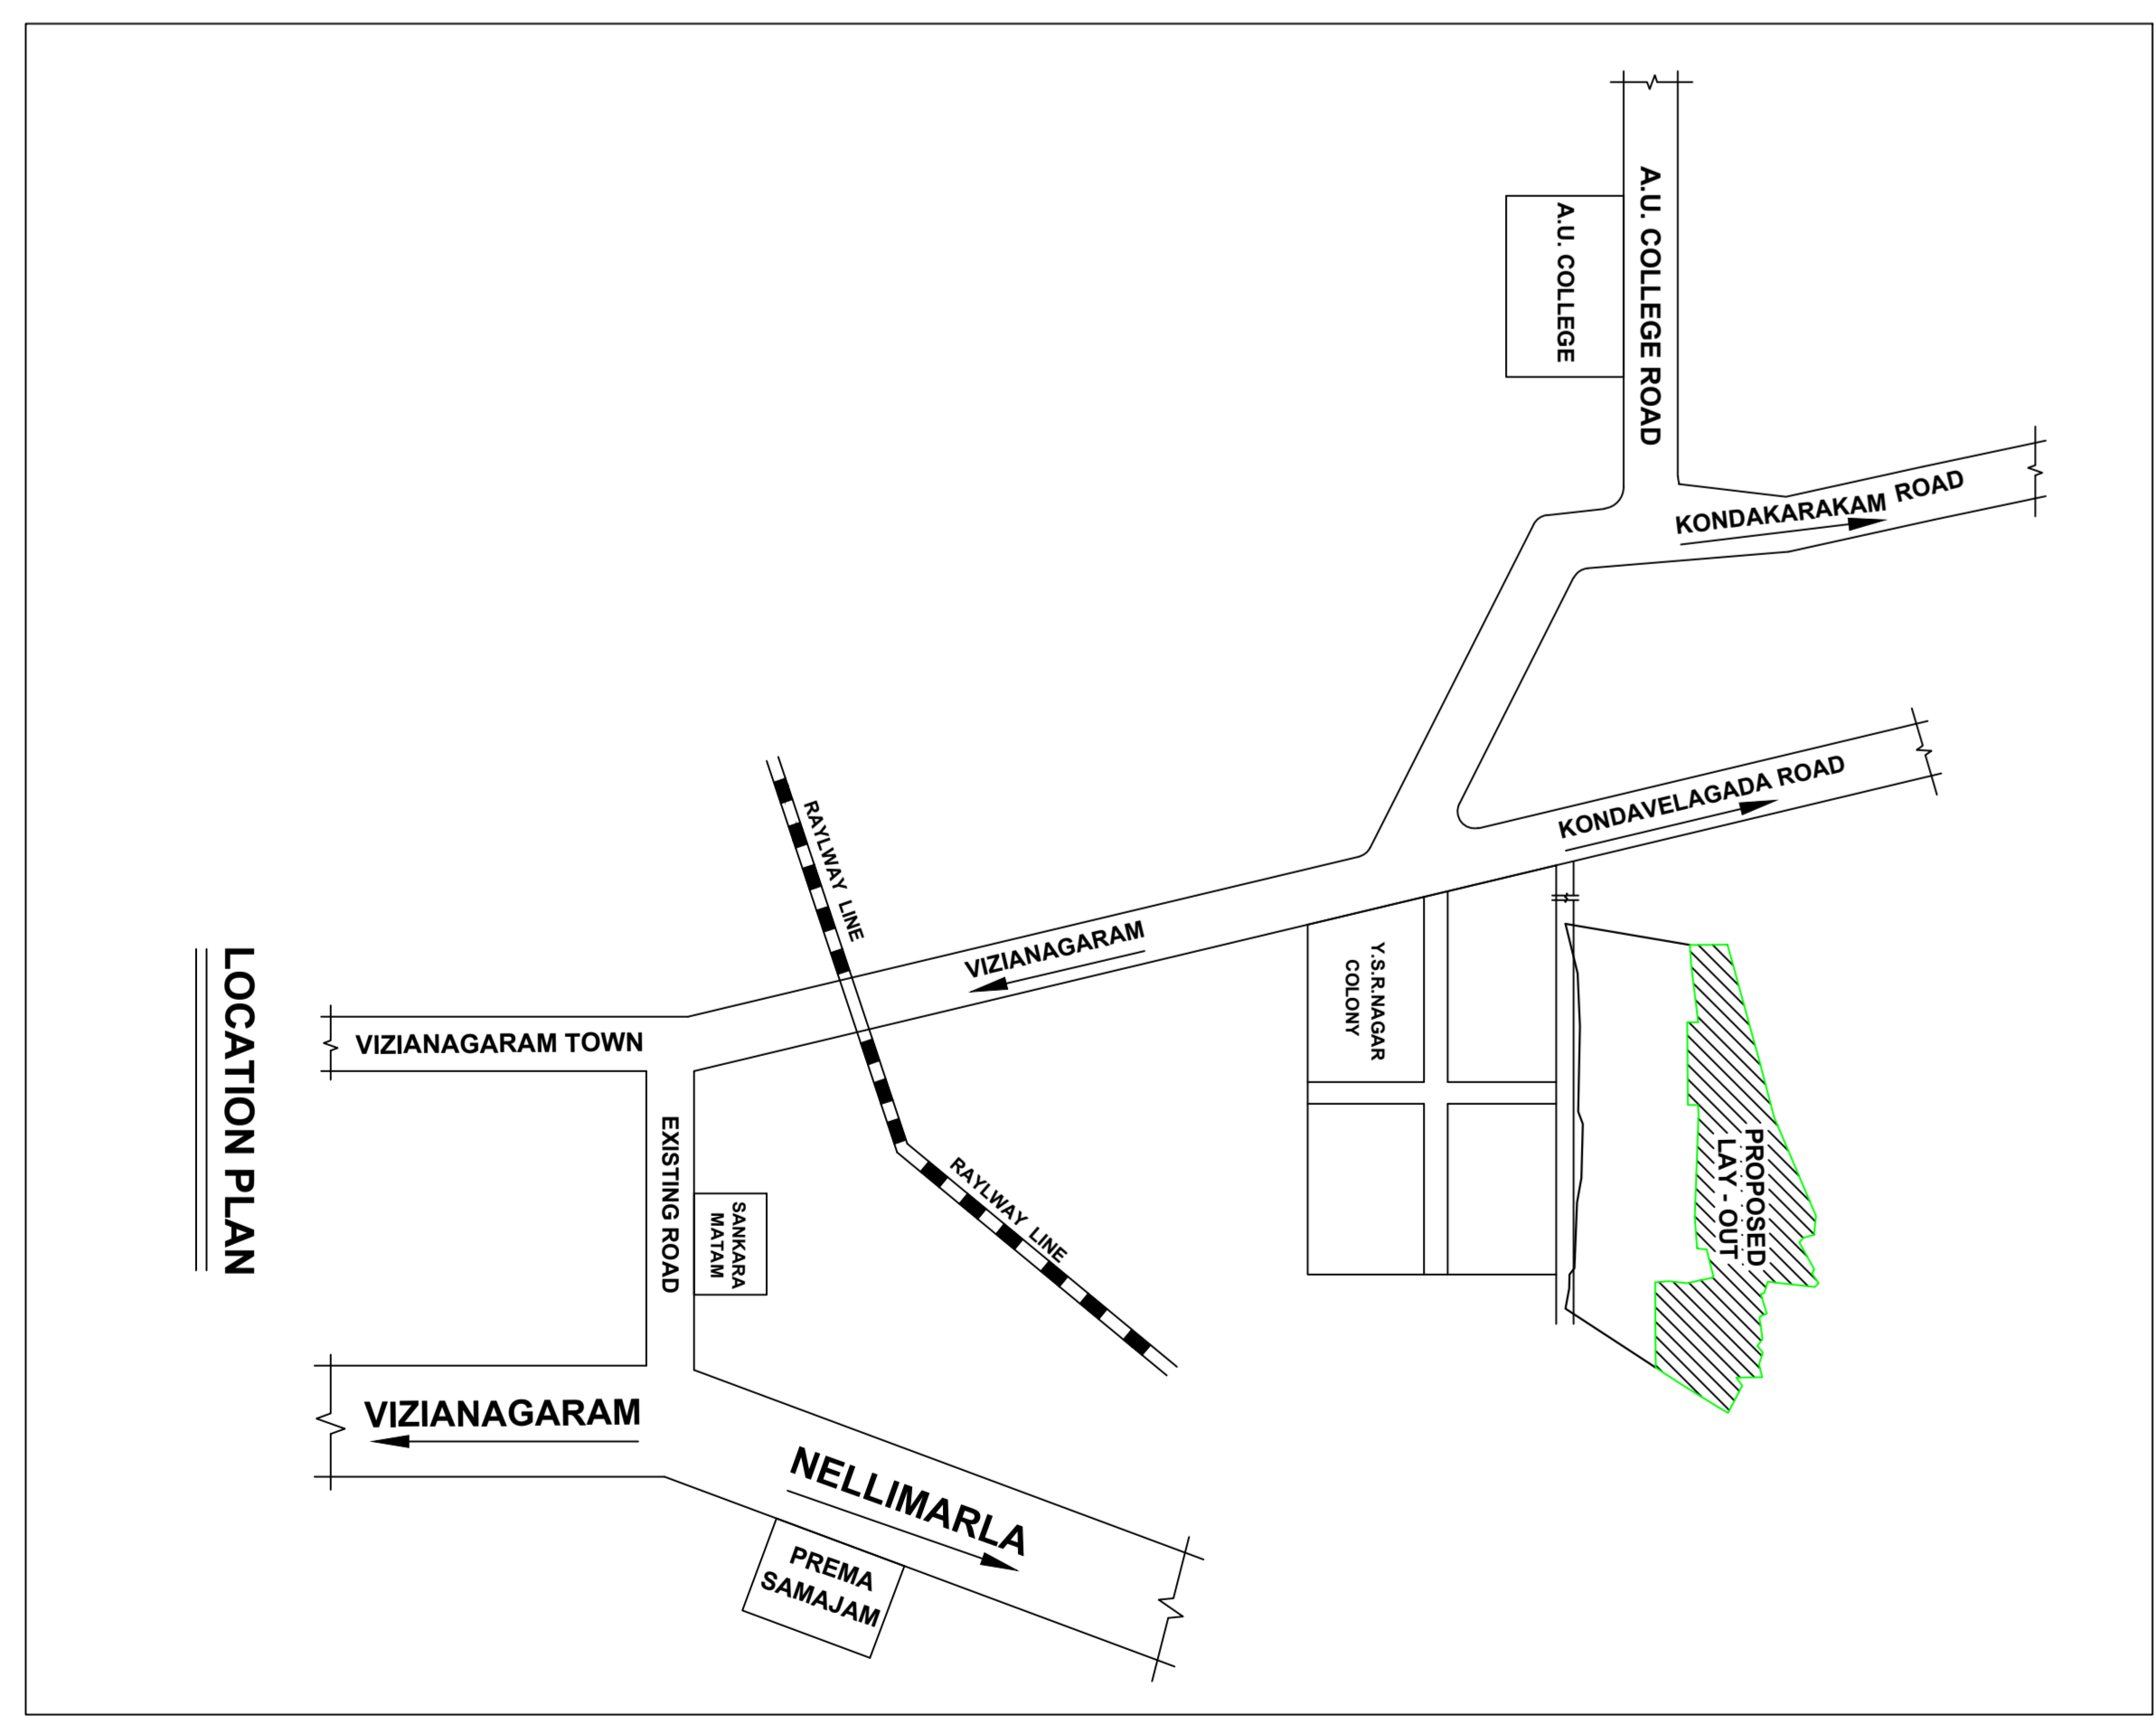 A.U. COLLEGE ROAD
A.U. COLLEGE
KONDAKARAKAM ROAD
KONDAVELAGADA ROAD
RAYLWAY LINE
VIZIANAGARAM
Y.S.R.NAGAR
COLONY
VIZIANAGARAM TOWN
LOCATION PLAN
EXISTING ROAD
SANKARA
MATAM
RAYLWAY LINE
PROPOSED
LAY - OUT
VIZIANAGARAM
NELLIMARLA
PREMA
SAMAJAM